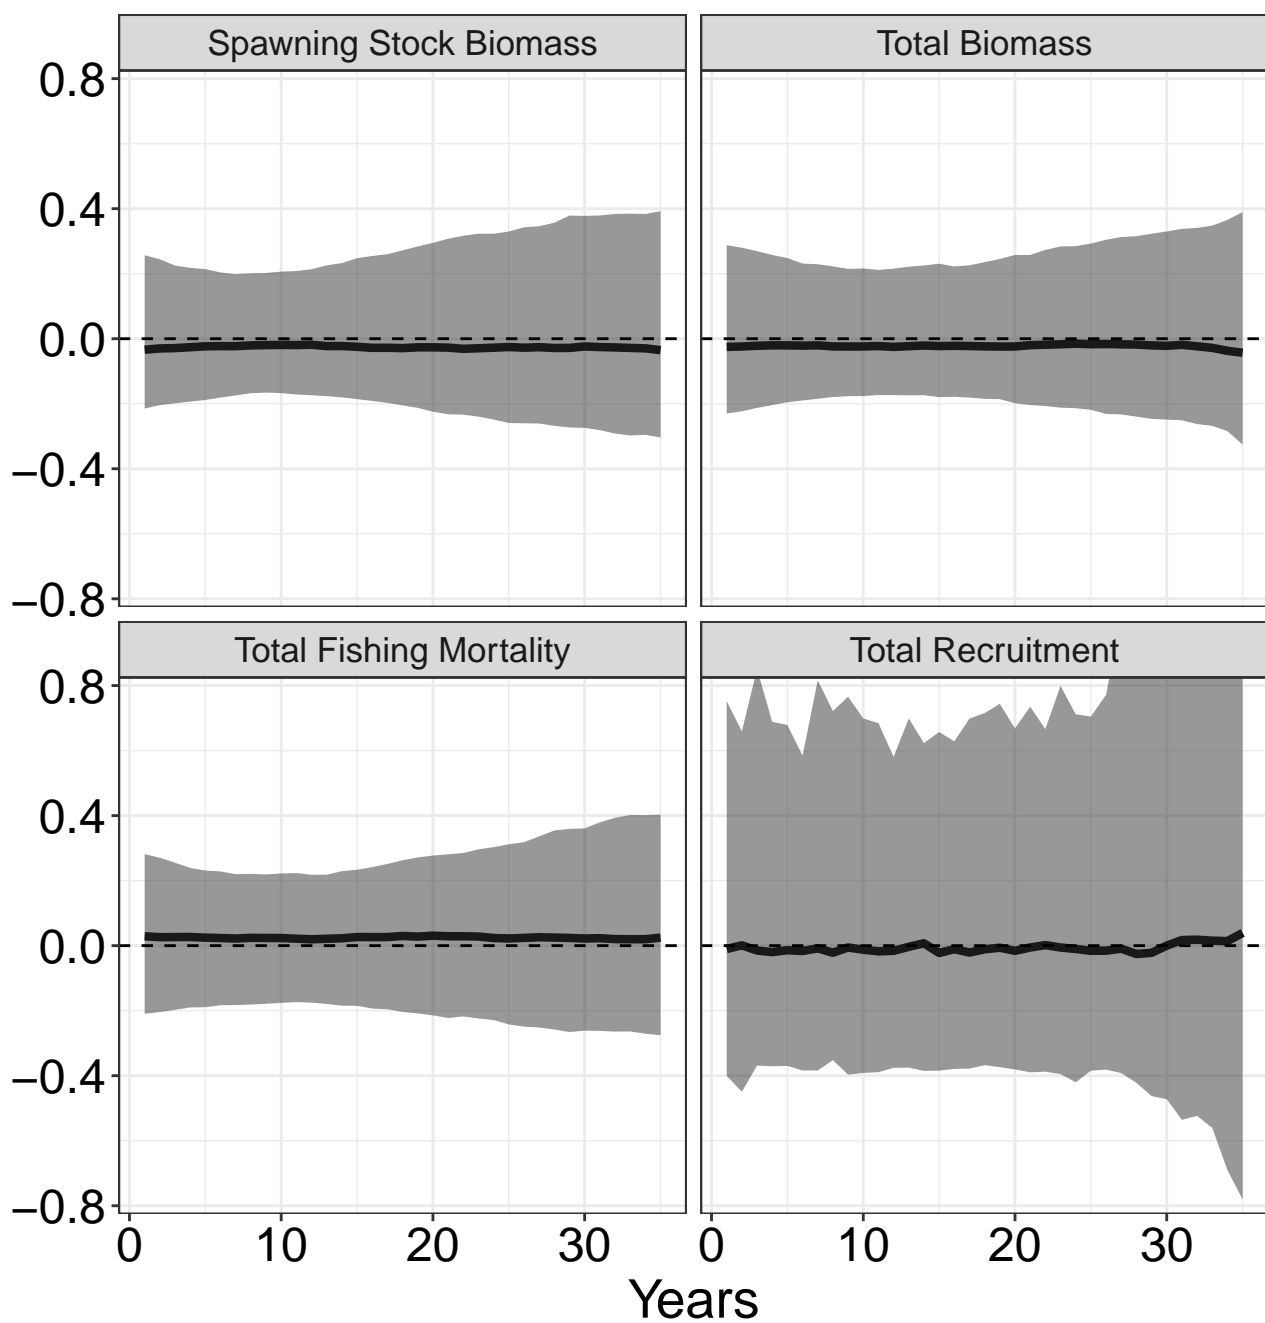 Spawning Stock Biomass
Total Biomass
0.8
0.4
0.0
−0.4
−0.8
Total Fishing Mortality
Total Recruitment
0.8
0.4
0.0
−0.4
−0.8
0 10 20 30
0 10 20 30
Years